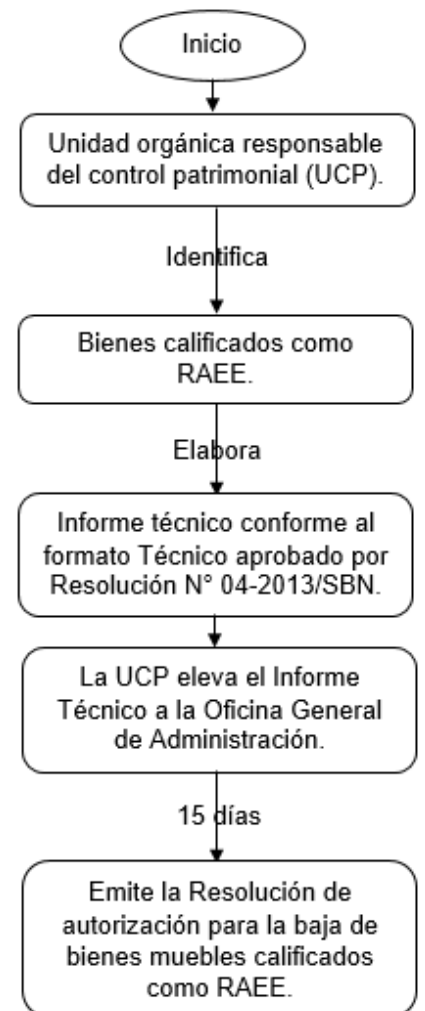 Inicio
Unidad orgánica responsable
del control patrimonial (UCP).
Identifica
Bienes calificados como
RAEE.
Elabora
Informe técnico conforme al
formato Técnico aprobado por
Resolución N° 04-2013/SBN.
La UCP eleva el Informe
Técnico a la Oficina General
de Administración.
15 días
Emite la Resolución de
autorización para la baja de
bienes muebles calificados
como RAEE.